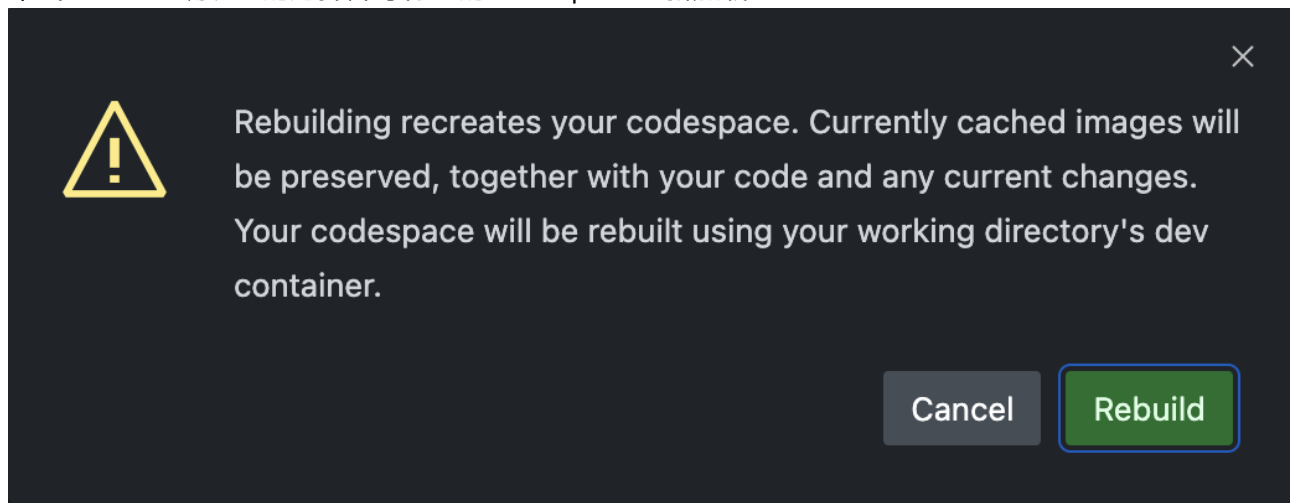 Rebuilding recreates your codespace. Currently cached images will
be preserved, together with your code and any current changes.
Your codespace will be rebuilt using your working directory's dev
container.
Cancel Rebuild